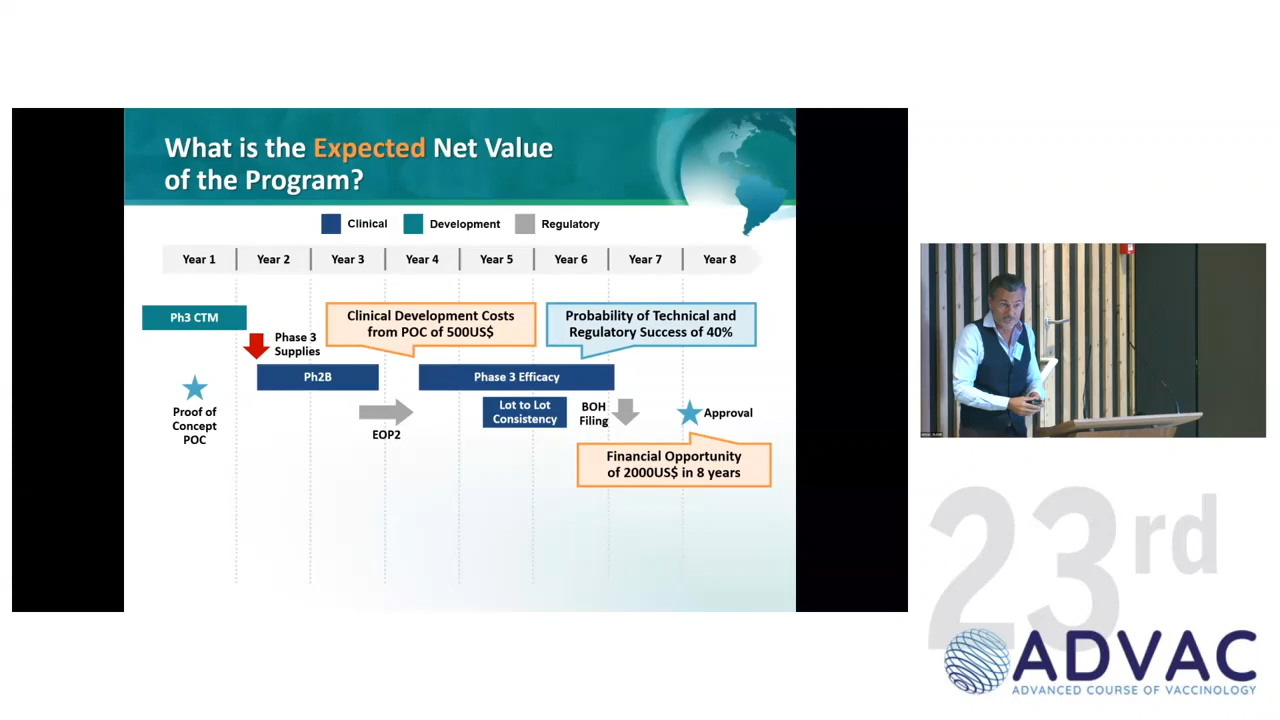 What is the Expected Net Value
of the Program?
Clinical
Development
Regulatory
Year 1
Year 2
Year 3
Year 4
Year 5
Year 6
Year 7
Year 8
Ph3 CTM
Clinical Development Costs
from POC of 500US$
Probability of Technical and
Regulatory Success of 40%
Phase 3
Supplies
Ph2B
Phase 3 Efficacy
Proof of
Concept
POC
EOP2
Lot to Lot
Consistency
BOH
Filing
Approval
Financial Opportunity
of 2000US$ in 8 years
23rd
ADVAC
ADVANCED COURSE OF VACCINOLOGY